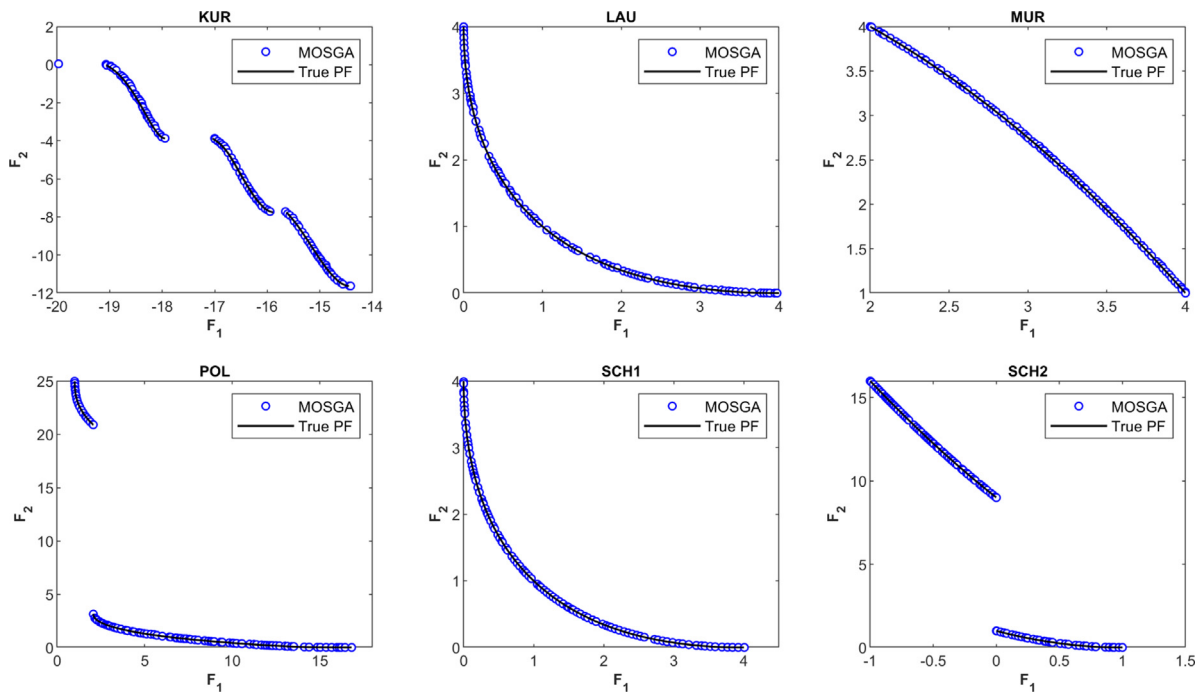 KUR
2
0
-2
-4
-6
-8
-10
-12
F2
MOSGA
True PF
-20 -19 -18 -17 -16 -15 -14
F1
LAU
4
3
2
1
0
F2
MOSGA
True PF
0 1 2 3 4
F1
MUR
4
3.5
3
2.5
2
1.5
1
F2
MOSGA
True PF
2 2.5 3 3.5 4
F1
POL
25
20
15
10
5
0
F2
MOSGA
True PF
0 5 10 15
F1
SCH1
4
3
2
1
0
F2
MOSGA
True PF
0 1 2 3 4
F1
SCH2
15
10
5
0
F2
MOSGA
True PF
-1 -0.5 0 0.5 1 1.5
F1